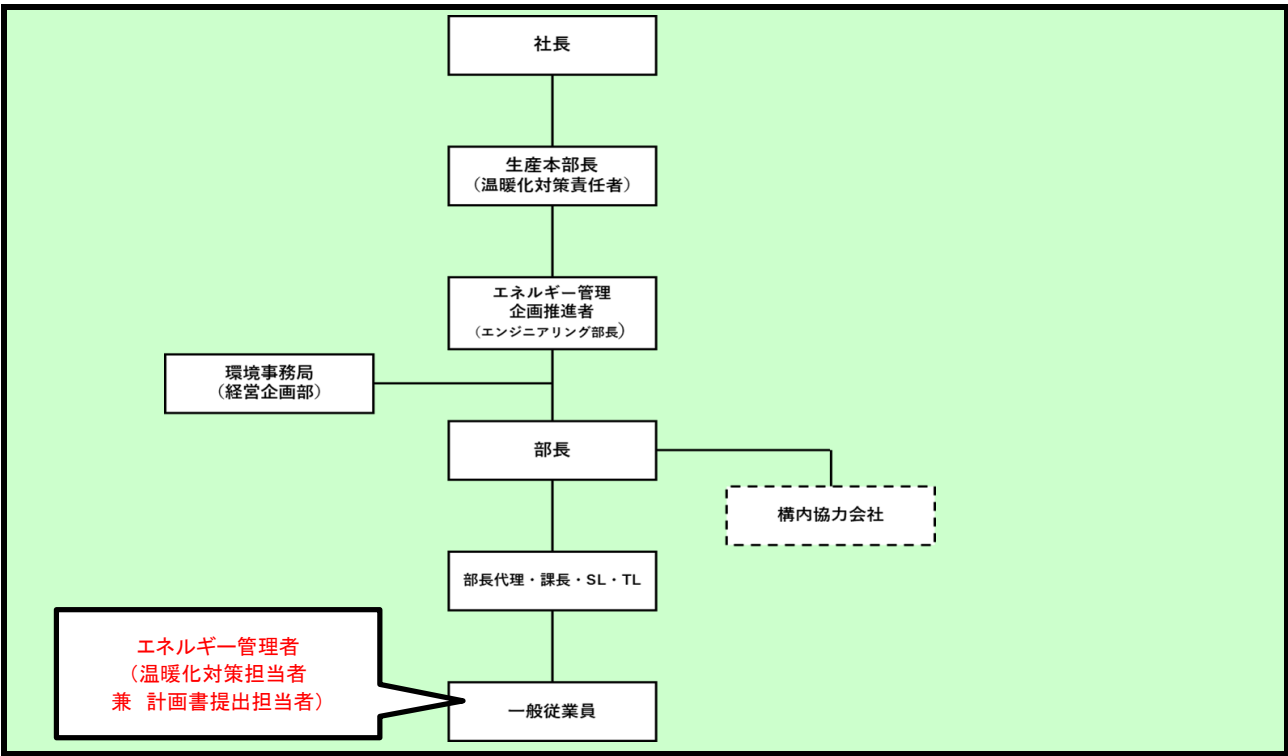 社長
生産本部長
（温暖化対策責任者）
エネルギー管理
企画推進者
（エンジニアリング部長）
環境事務局
（経営企画部）
部長
構内協力会社
部長代理・課長・SL・TL
エネルギー管理者
（温暖化対策担当者
兼　計画書提出担当者）
一般従業員